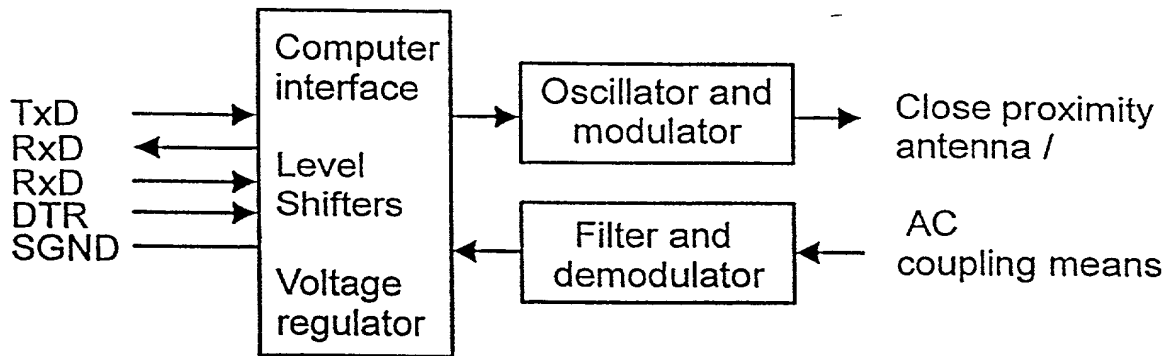 TxD
RxD
RxD
DTR
SGND
Computer
interface
Level
Shifters
Voltage
regulator
Oscillator and
modulator
Filter and
demodulator
Close proximity
antenna /
AC
coupling means